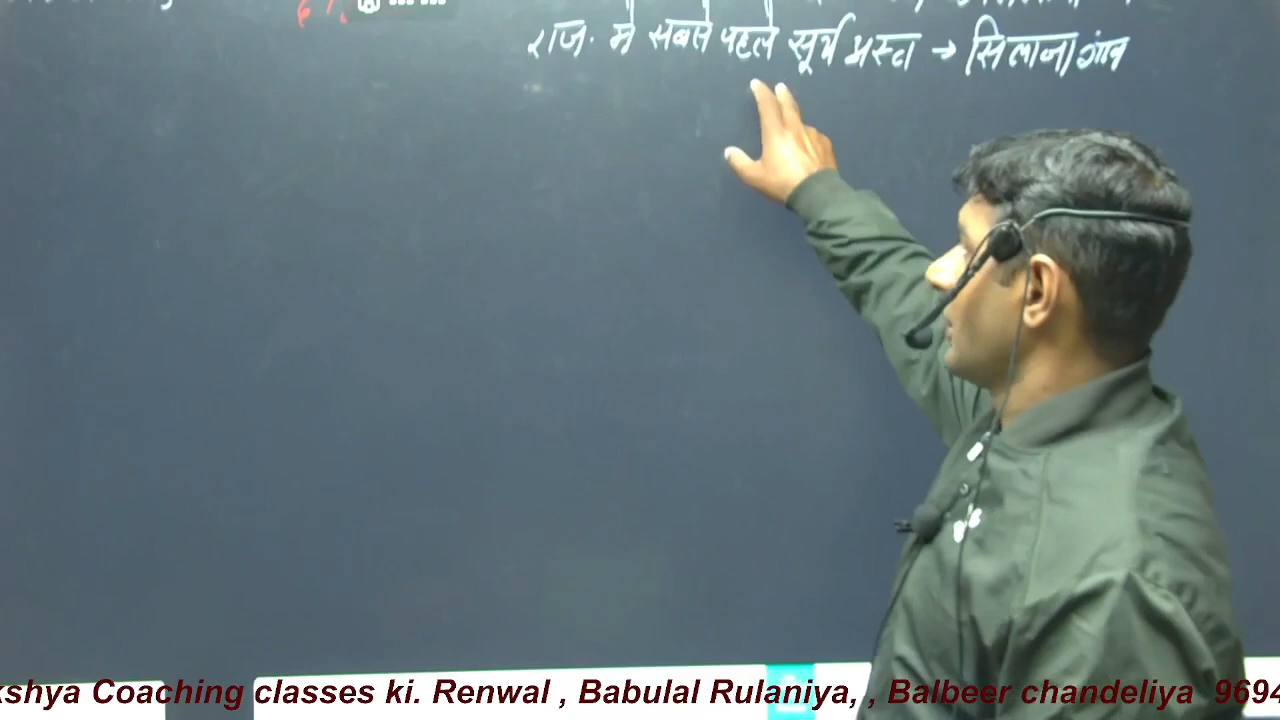 राज. मे सबसे पहले सूर्य अस्त → सिलाना गांव
kshya Coaching classes ki. Renwal , Babulal Rulaniya, , Balbeer chandeliya 9694